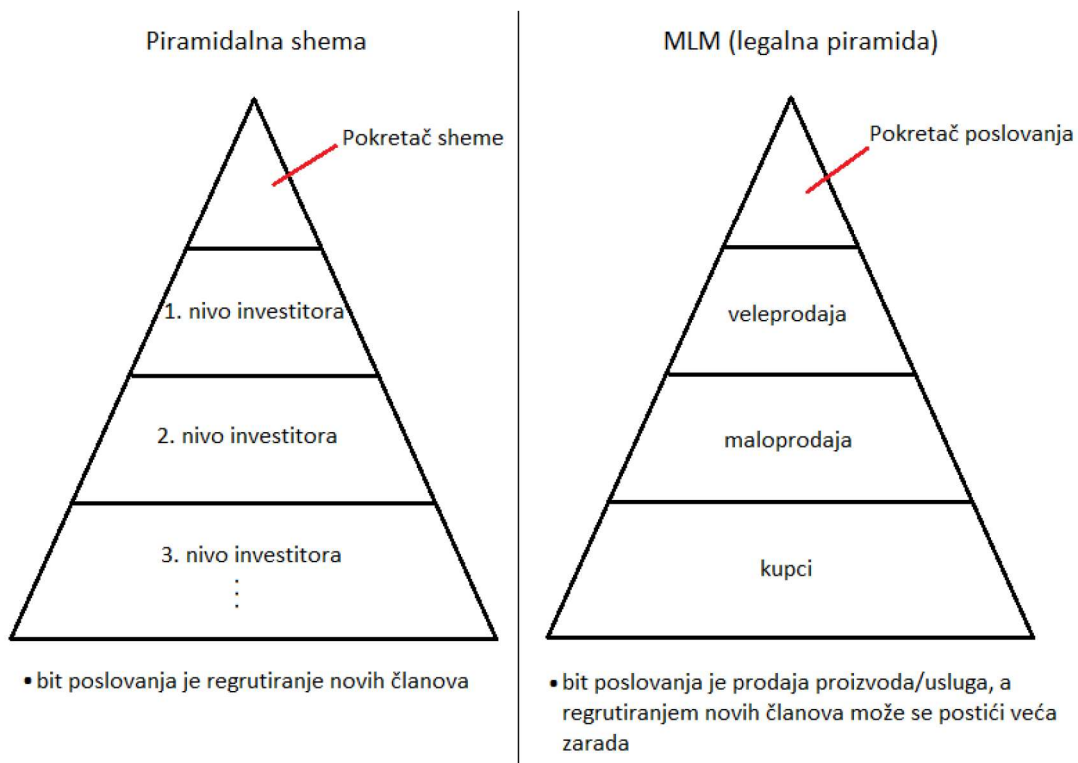 Piramidalna shema
Pokretač sheme
1. nivo investitora
2. nivo investitora
3. nivo investitora
⋮
• bit poslovanja je regrutiranje novih članova
MLM (legalna piramida)
Pokretač poslovanja
veleprodaja
maloprodaja
kupci
• bit poslovanja je prodaja proizvoda/usluga, a
regrutiranjem novih članova može se postići veća
zarada